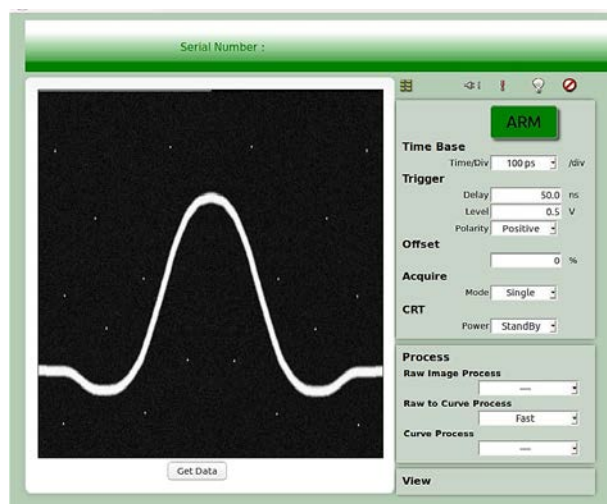 Serial Number :
ARM
Time Base
Time/Div 100 ps /div
Trigger
Delay 50.0 ns
Level 0.5 V
Polarity Positive
Offset
0 %
Acquire
Mode Single
CRT
Power StandBy
Process
Raw Image Process
---
Raw to Curve Process
Fast
Curve Process
---
Get Data
View